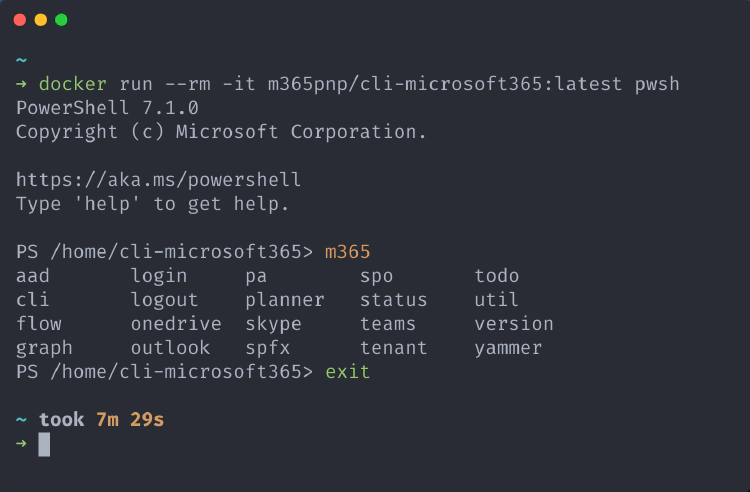 ~
→ docker run --rm -it m365pnp/cli-microsoft365:latest pwsh
PowerShell 7.1.0
Copyright (c) Microsoft Corporation.
https://aka.ms/powershell
Type 'help' to get help.
PS /home/cli-microsoft365> m365
aad login pa spo todo
cli logout planner status util
flow onedrive skype teams version
graph outlook spfx tenant yammer
PS /home/cli-microsoft365> exit
~ took 7m 29s
→